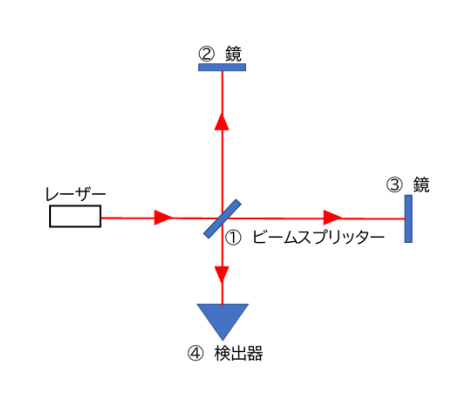 ② 鏡
レーザー
③ 鏡
① ビームスプリッター
④ 検出器